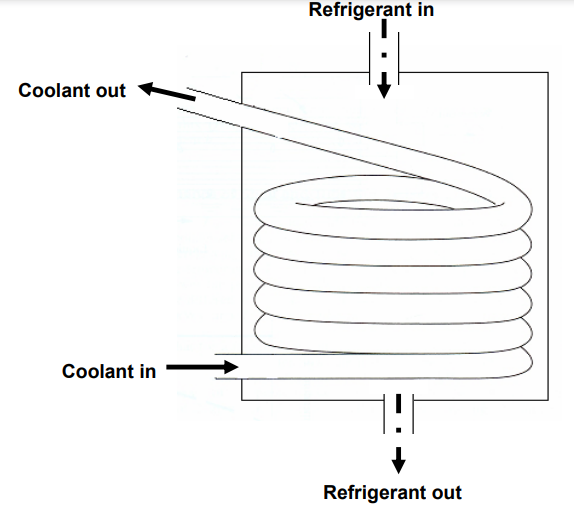 Refrigerant in
Coolant out
Coolant in
Refrigerant out